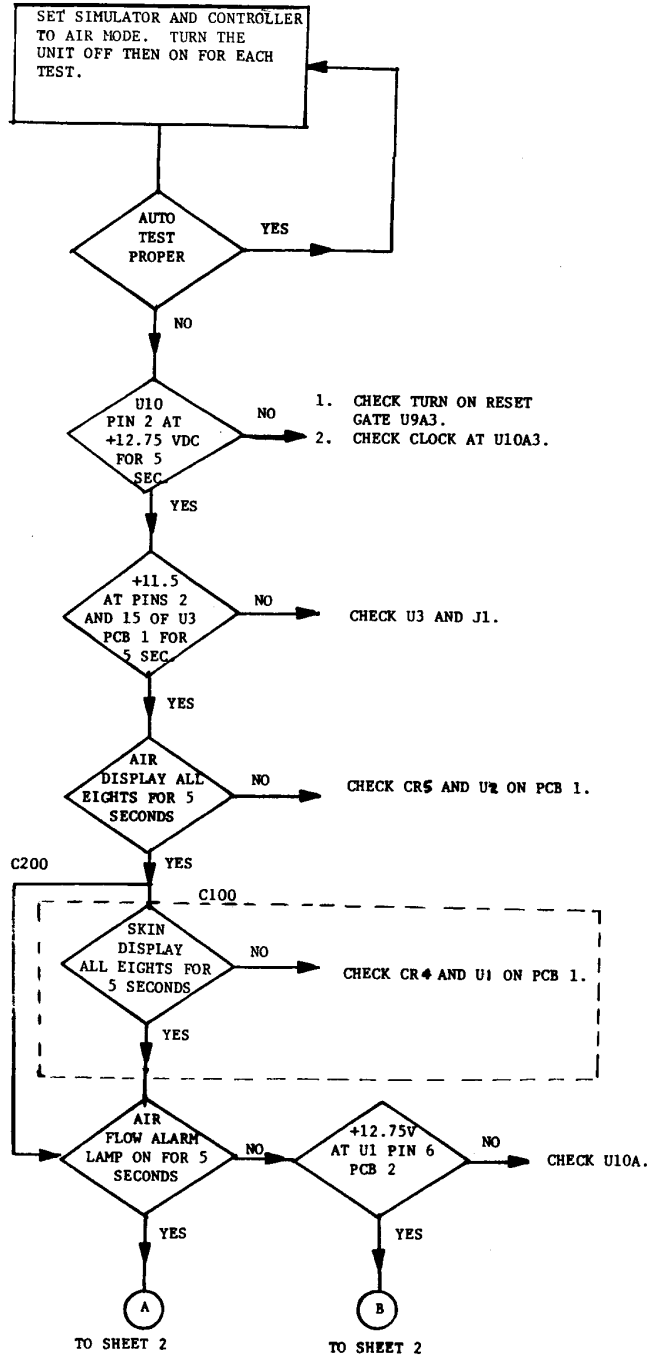 SET SIMULATOR AND CONTROLLER
TO AIR MODE. TURN THE
UNIT OFF THEN ON FOR EACH
TEST.
AUTO
TEST
PROPER
YES
NO
U10
PIN 2 AT
+12.75 VDC
FOR 5
SEC.
NO
1. CHECK TURN ON RESET
GATE U9A3.
2. CHECK CLOCK AT U10A3.
YES
+11.5
AT PINS 2
AND 15 OF U3
PCB 1 FOR
5 SEC.
NO
CHECK U3 AND J1.
YES
AIR
DISPLAY ALL
EIGHTS FOR 5
SECONDS
NO
CHECK CR5 AND U2 ON PCB 1.
YES
C200
C100
SKIN
DISPLAY
ALL EIGHTS FOR
5 SECONDS
NO
CHECK CR4 AND U1 ON PCB 1.
YES
AIR
FLOW ALARM
LAMP ON FOR 5
SECONDS
NO
+12.75V
AT U1 PIN 6
PCB 2
NO
CHECK U10A.
YES
YES
A
B
TO SHEET 2
TO SHEET 2